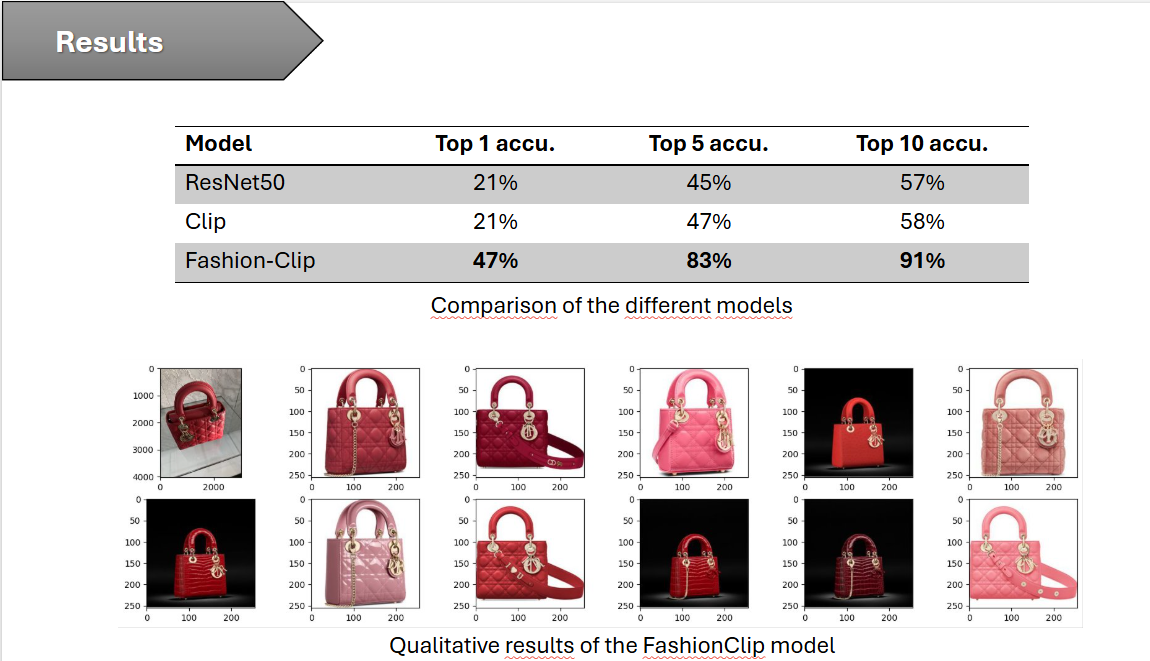 Results
Model Top 1 accu. Top 5 accu. Top 10 accu.
ResNet50 21% 45% 57%
Clip 21% 47% 58%
Fashion-Clip 47% 83% 91%
Comparison of the different models
0 0 0 0 0 0
1000 50 50 50 50 50
2000 100 100 100 100 100
3000 150 150 150 150 150
4000 200 200 200 200 200
250 250 250 250 250
0 2000 0 100 200 0 100 200 0 100 200 0 100 200 0 100 200
0 0 0 0 0 0
50 50 50 50 50 50
100 100 100 100 100 100
150 150 150 150 150 150
200 200 200 200 200 200
250 250 250 250 250 250
0 100 200 0 100 200 0 100 200 0 100 200 0 100 200 0 100 200
Qualitative results of the FashionClip model